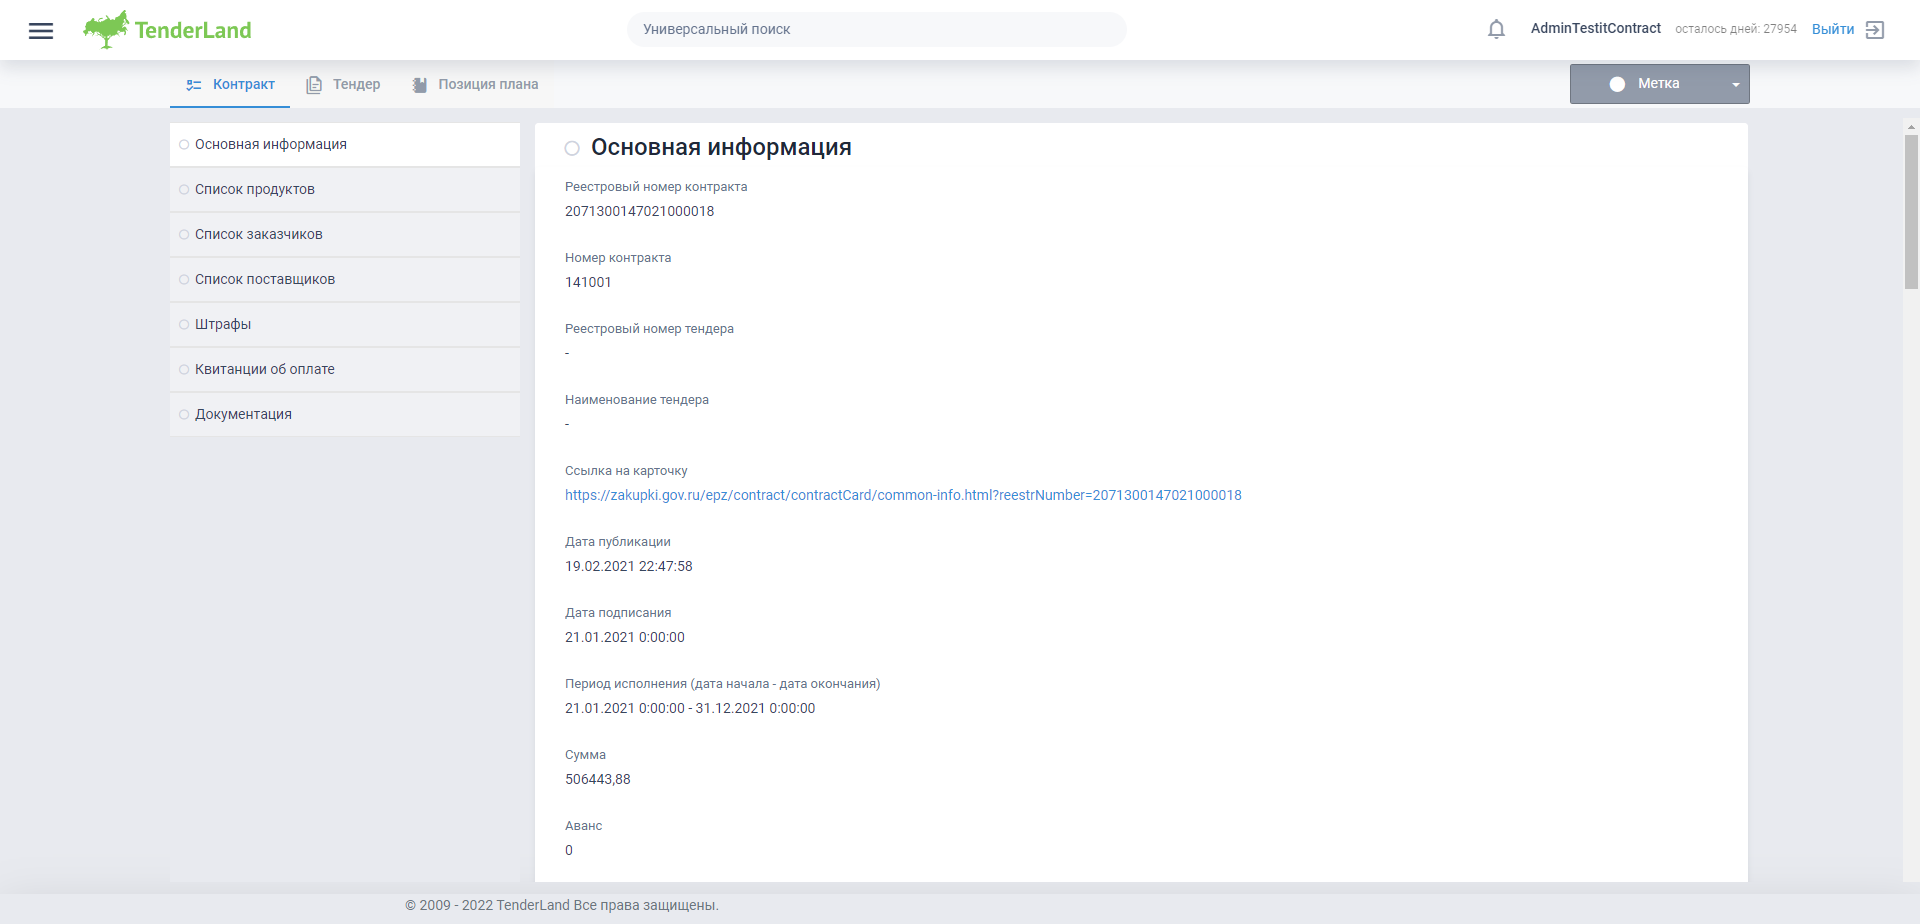 TenderLand
Универсальный поиск
AdminTestitContract осталось дней: 27954 Выйти
Контракт Тендер Позиция плана
Метка
Основная информация
Список продуктов
Список заказчиков
Список поставщиков
Штрафы
Квитанции об оплате
Документация
Основная информация
Реестровый номер контракта
2071300147021000018
Номер контракта
141001
Реестровый номер тендера
-
Наименование тендера
-
Ссылка на карточку
https://zakupki.gov.ru/epz/contract/contractCard/common-info.html?reestrNumber=2071300147021000018
Дата публикации
19.02.2021 22:47:58
Дата подписания
21.01.2021 0:00:00
Период исполнения (дата начала - дата окончания)
21.01.2021 0:00:00 - 31.12.2021 0:00:00
Сумма
506443,88
Аванс
0
© 2009 - 2022 TenderLand Все права защищены.